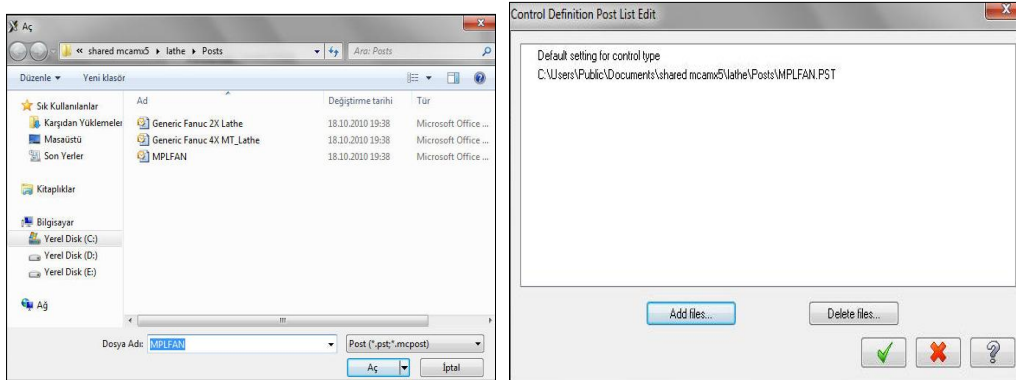 Aç
« shared mcamx5 ▸ lathe ▸ Posts
Ara: Posts
Düzenle ▾ Yeni klasör
Sık Kullanılanlar
Karşıdan Yüklemeler
Masaüstü
Son Yerler
Kitaplıklar
Bilgisayar
Yerel Disk (C:)
Yerel Disk (D:)
Yerel Disk (E:)
Ağ
Ad Değiştirme tarihi Tür
Generic Fanuc 2X Lathe 18.10.2010 19:38 Microsoft Office ...
Generic Fanuc 4X MT_Lathe 18.10.2010 19:38 Microsoft Office ...
MPLFAN 18.10.2010 19:38 Microsoft Office ...
Dosya Adı: MPLFAN Post (*.pst;*.mcpost)
Aç İptal
Control Definition Post List Edit
Default setting for control type
C:\Users\Public\Documents\shared mcamx5\lathe\Posts\MPLFAN.PST
Add files... Delete files...